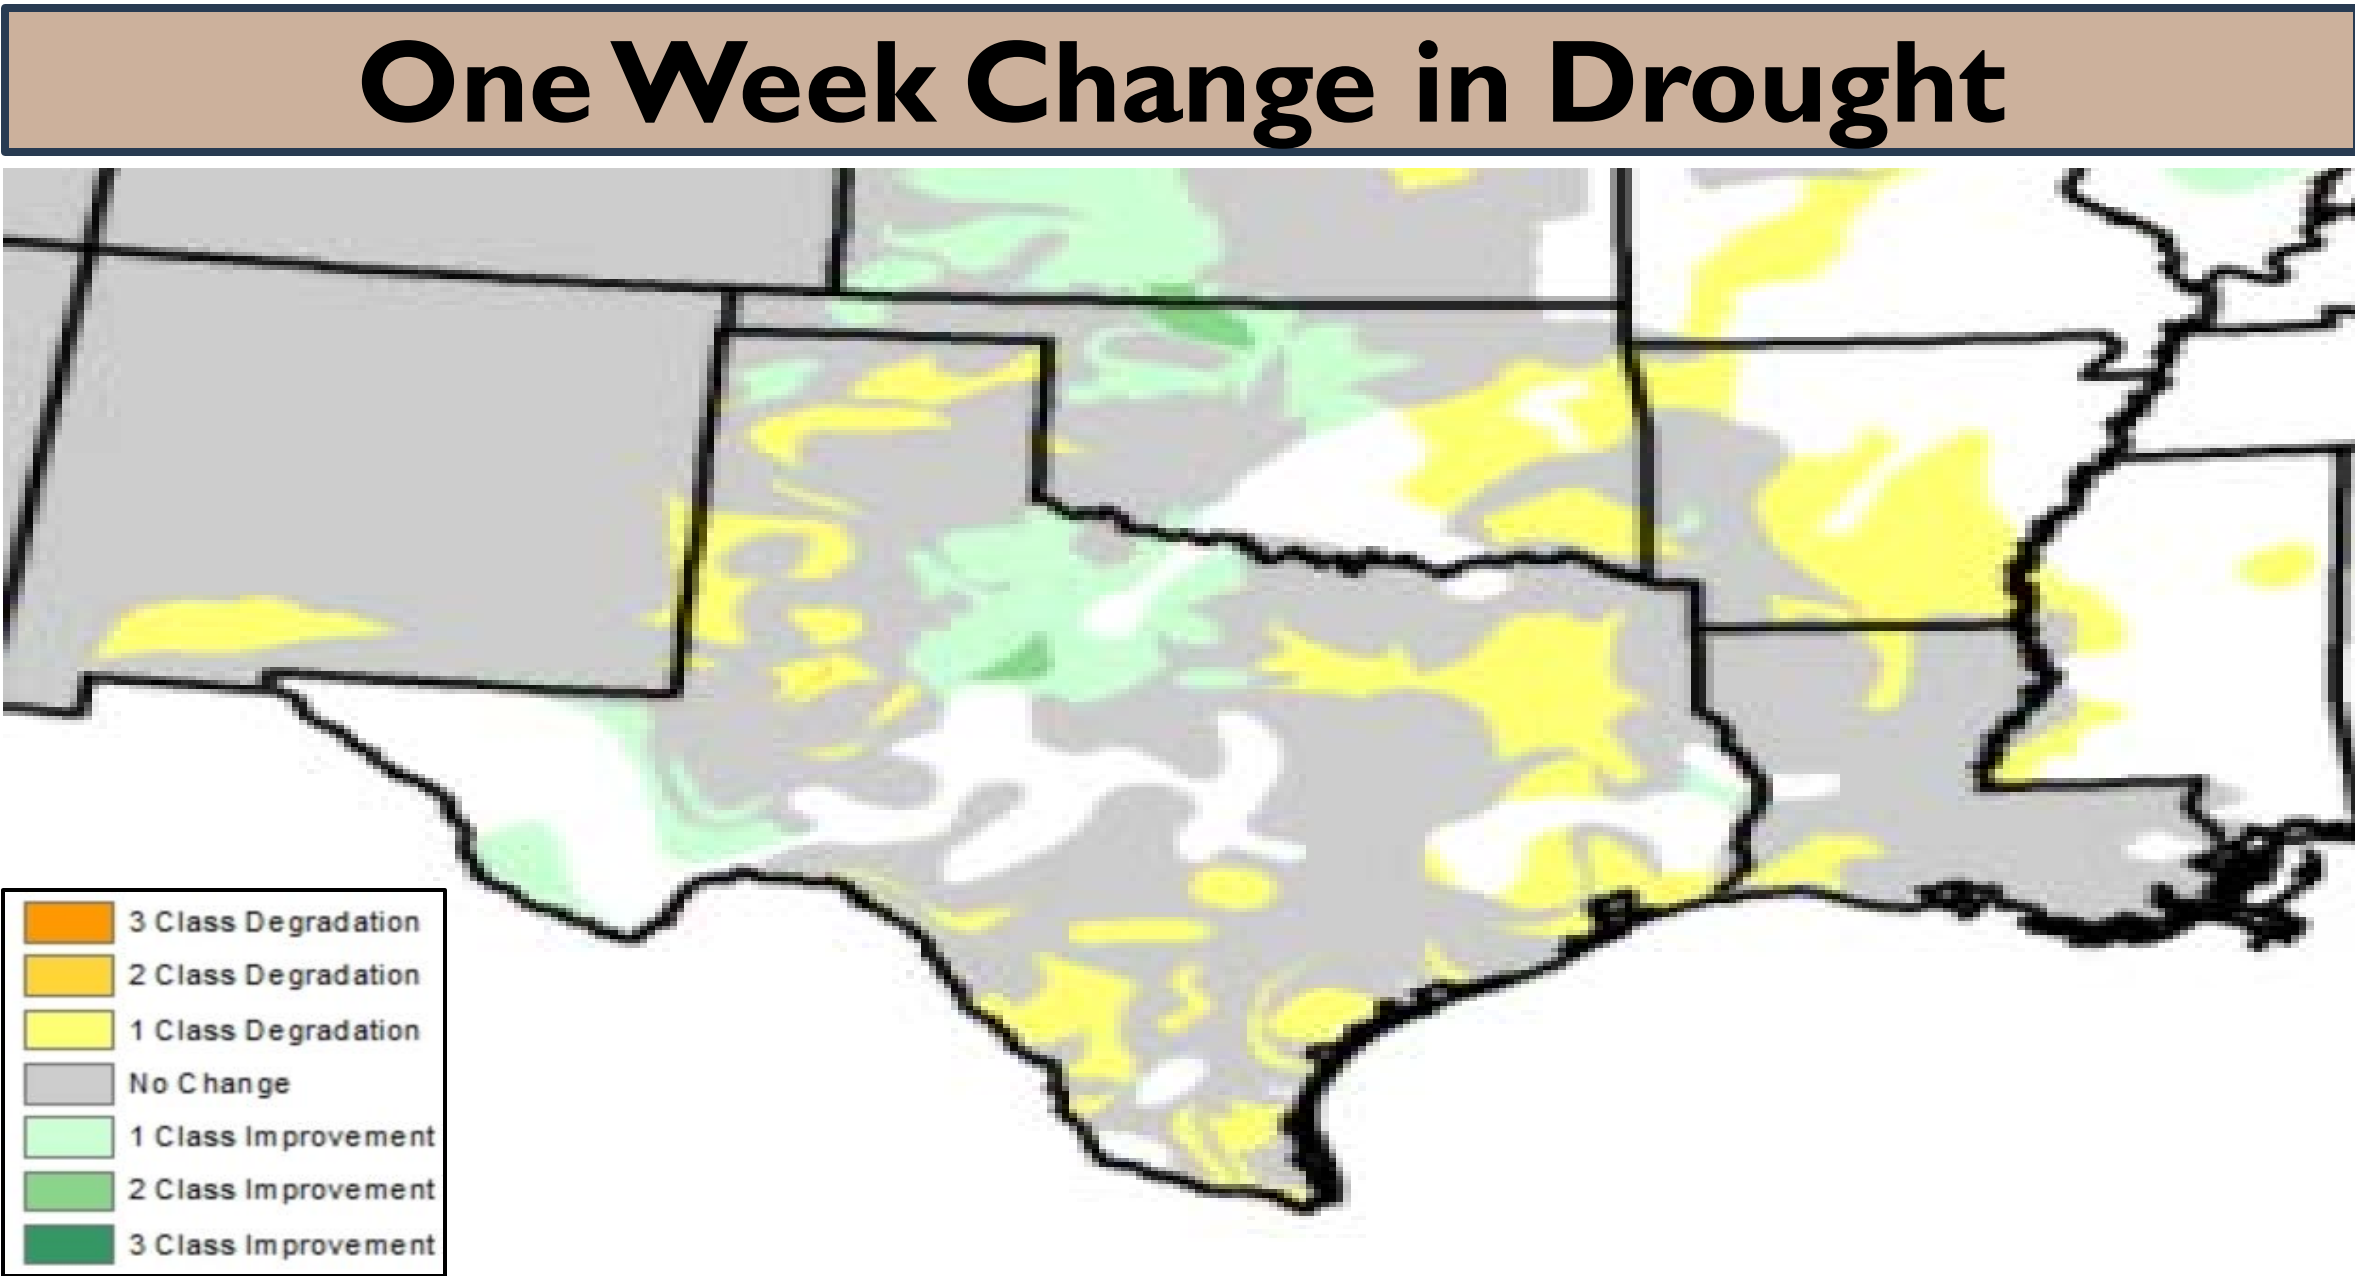 One Week Change in Drought
3 Class Degradation
2 Class Degradation
1 Class Degradation
No Change
1 Class Improvement
2 Class Improvement
3 Class Improvement